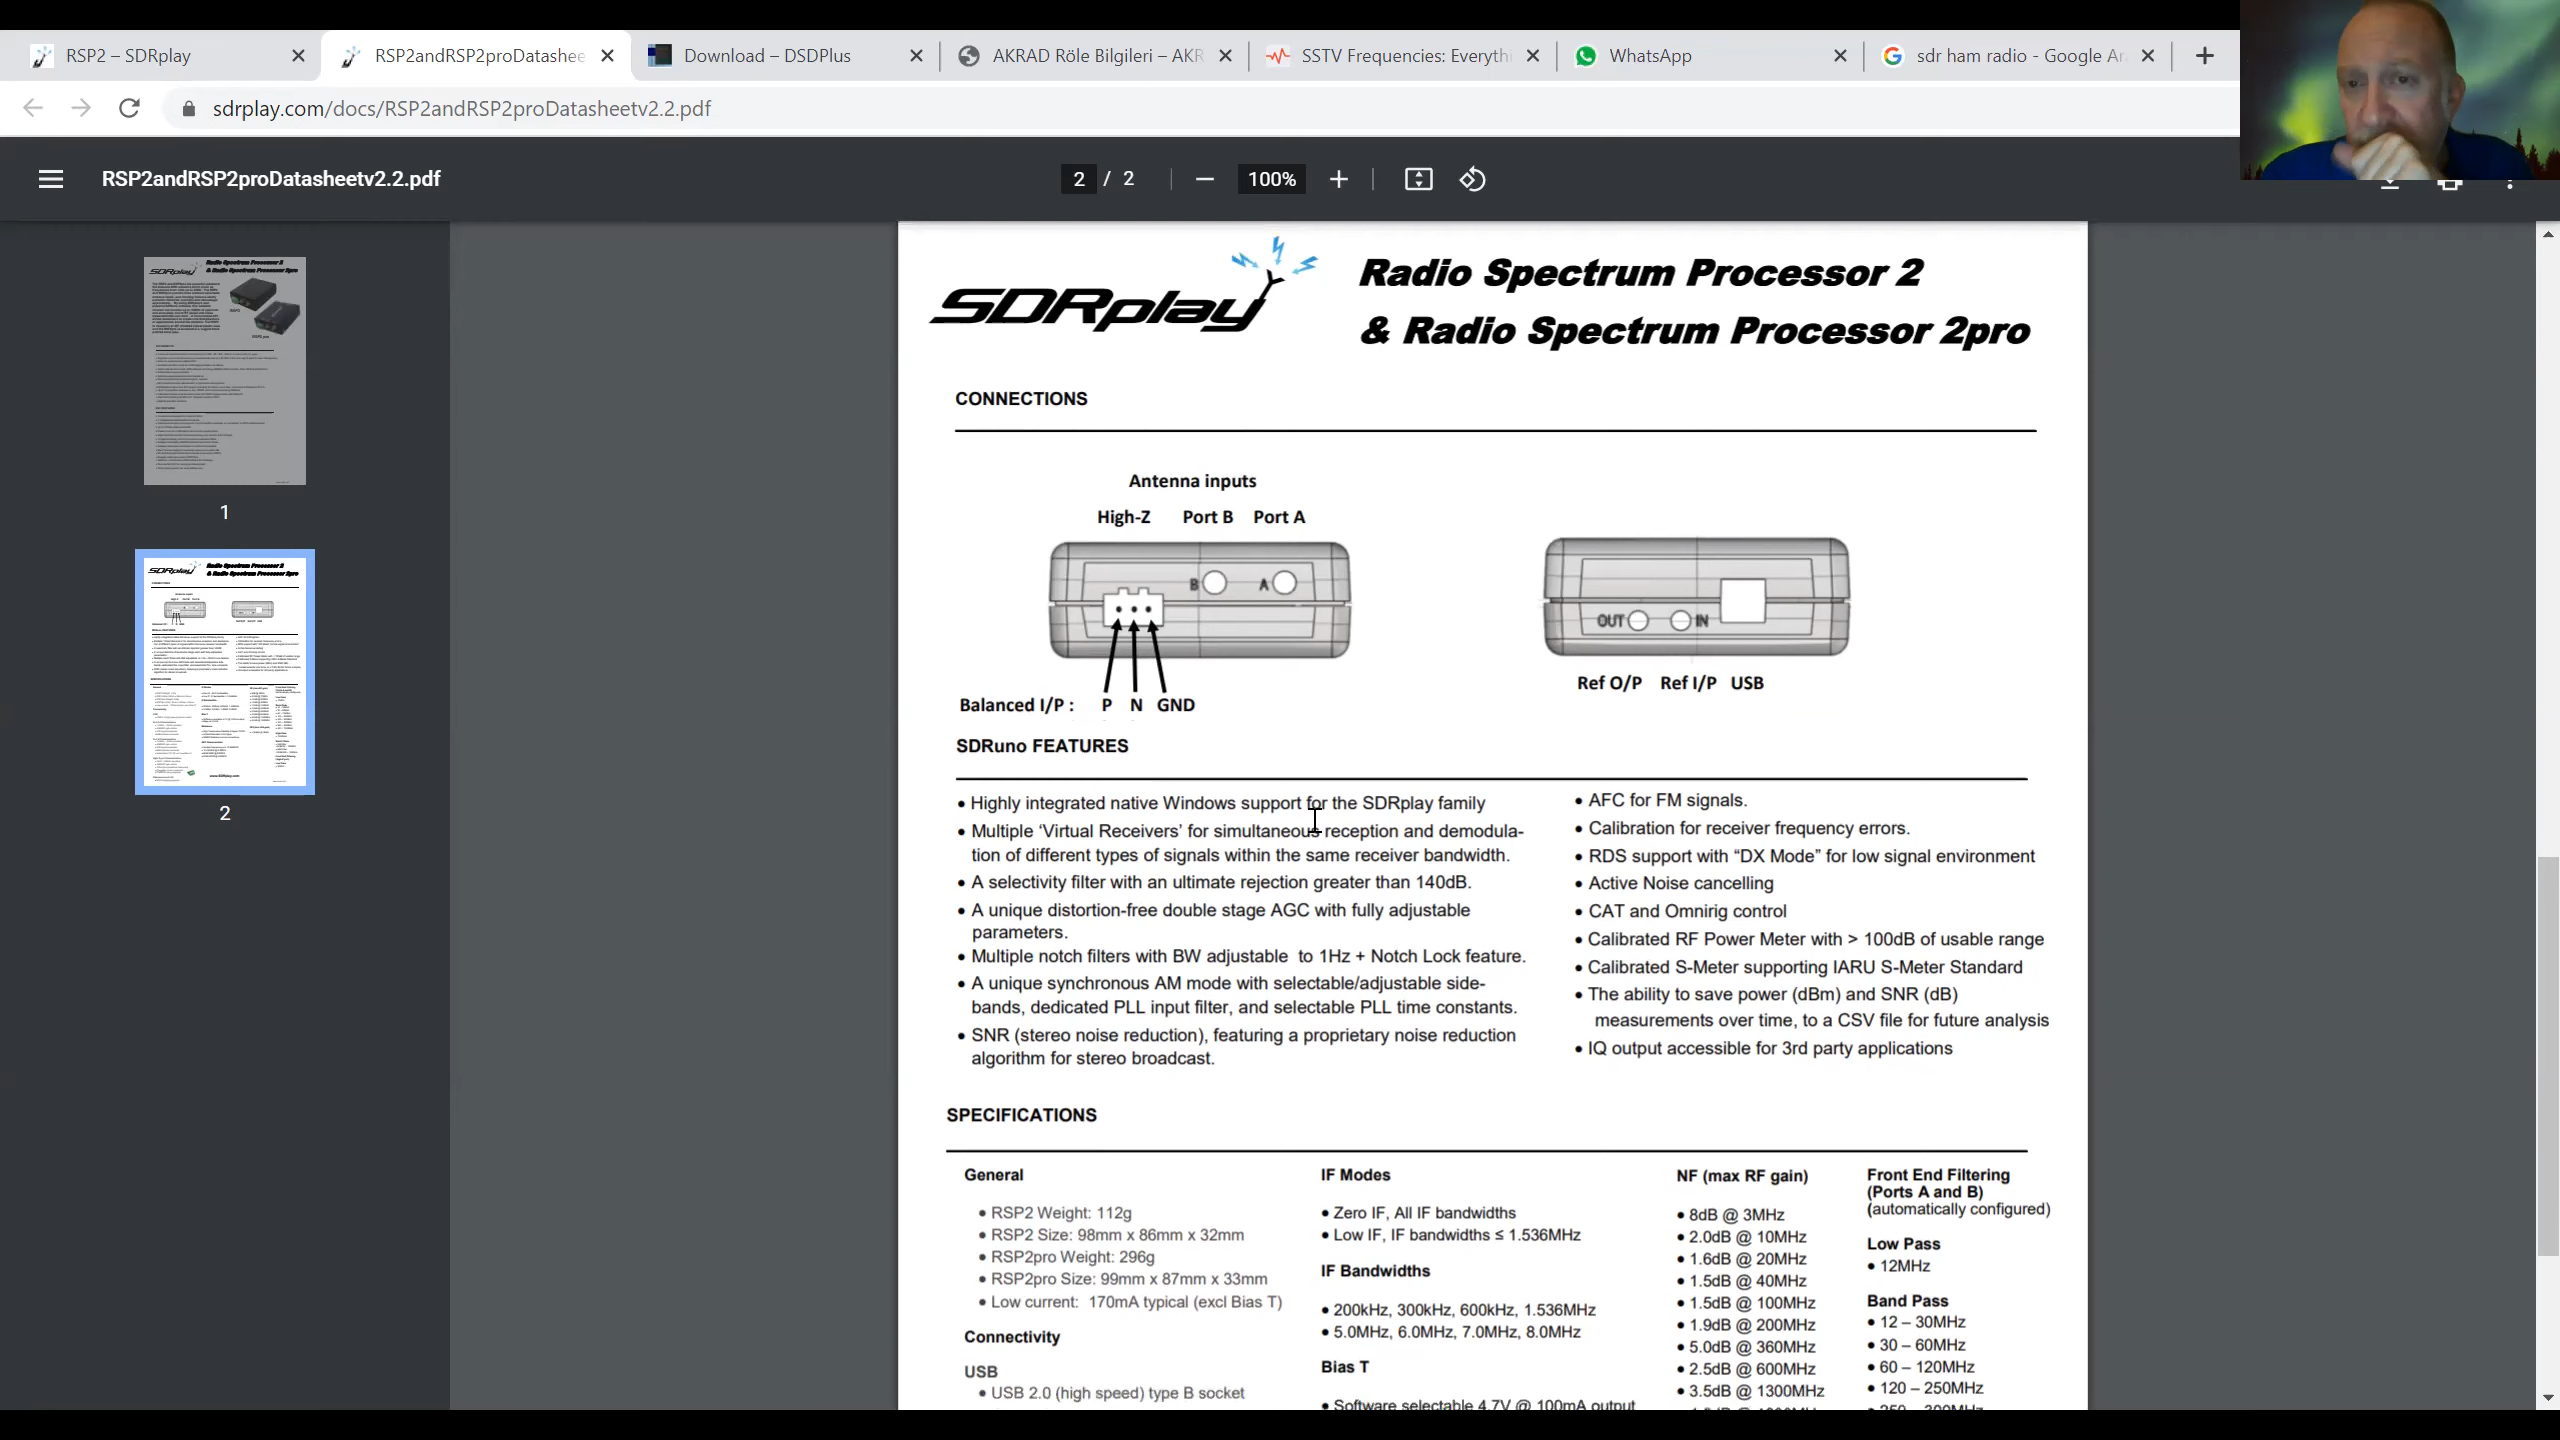 RSP2 – SDRplay
RSP2andRSP2proDatashee
Download – DSDPlus
AKRAD Röle Bilgileri – AKR
SSTV Frequencies: Everythi
WhatsApp
sdr ham radio - Google Ar
sdrplay.com/docs/RSP2andRSP2proDatasheetv2.2.pdf
RSP2andRSP2proDatasheetv2.2.pdf
2 / 2
100%
1
2
SDRplay
Radio Spectrum Processor 2
& Radio Spectrum Processor 2pro
CONNECTIONS
Antenna inputs
High-Z Port B Port A
B A
OUT IN
Balanced I/P : P N GND
Ref O/P Ref I/P USB
SDRuno FEATURES
• Highly integrated native Windows support for the SDRplay family
• Multiple ‘Virtual Receivers’ for simultaneous reception and demodula-
tion of different types of signals within the same receiver bandwidth.
• A selectivity filter with an ultimate rejection greater than 140dB.
• A unique distortion-free double stage AGC with fully adjustable
parameters.
• Multiple notch filters with BW adjustable to 1Hz + Notch Lock feature.
• A unique synchronous AM mode with selectable/adjustable side-
bands, dedicated PLL input filter, and selectable PLL time constants.
• SNR (stereo noise reduction), featuring a proprietary noise reduction
algorithm for stereo broadcast.
• AFC for FM signals.
• Calibration for receiver frequency errors.
• RDS support with “DX Mode” for low signal environment
• Active Noise cancelling
• CAT and Omnirig control
• Calibrated RF Power Meter with > 100dB of usable range
• Calibrated S-Meter supporting IARU S-Meter Standard
• The ability to save power (dBm) and SNR (dB)
measurements over time, to a CSV file for future analysis
• IQ output accessible for 3rd party applications
SPECIFICATIONS
General
• RSP2 Weight: 112g
• RSP2 Size: 98mm x 86mm x 32mm
• RSP2pro Weight: 296g
• RSP2pro Size: 99mm x 87mm x 33mm
• Low current: 170mA typical (excl Bias T)
Connectivity
USB
• USB 2.0 (high speed) type B socket
IF Modes
• Zero IF, All IF bandwidths
• Low IF, IF bandwidths ≤ 1.536MHz
IF Bandwidths
• 200kHz, 300kHz, 600kHz, 1.536MHz
• 5.0MHz, 6.0MHz, 7.0MHz, 8.0MHz
Bias T
• Software selectable 4.7V @ 100mA output
NF (max RF gain)
• 8dB @ 3MHz
• 2.0dB @ 10MHz
• 1.6dB @ 20MHz
• 1.5dB @ 40MHz
• 1.5dB @ 100MHz
• 1.9dB @ 200MHz
• 5.0dB @ 360MHz
• 2.5dB @ 600MHz
• 3.5dB @ 1300MHz
Front End Filtering
(Ports A and B)
(automatically configured)
Low Pass
• 12MHz
Band Pass
• 12 – 30MHz
• 30 – 60MHz
• 60 – 120MHz
• 120 – 250MHz